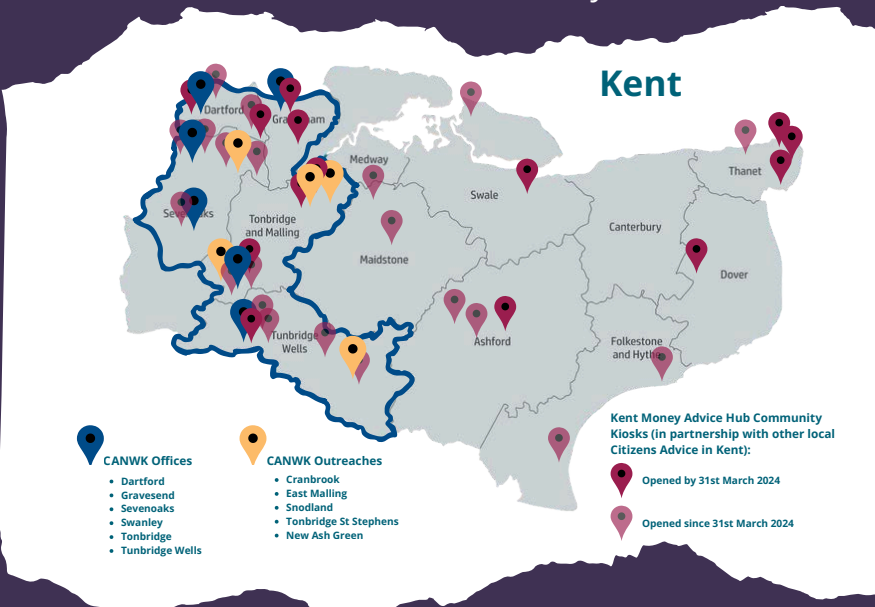 Kent
Dartford
Gravesham
Medway
Swale
Thanet
Sevenoaks
Tonbridge
and Malling
Canterbury
Maidstone
Dover
Tunbridge
Wells
Ashford
Folkestone
and Hythe
CANWK Offices
• Dartford
• Gravesend
• Sevenoaks
• Swanley
• Tonbridge
• Tunbridge Wells
CANWK Outreaches
• Cranbrook
• East Malling
• Snodland
• Tonbridge St Stephens
• New Ash Green
Kent Money Advice Hub Community
Kiosks (in partnership with other local
Citizens Advice in Kent):
Opened by 31st March 2024
Opened since 31st March 2024